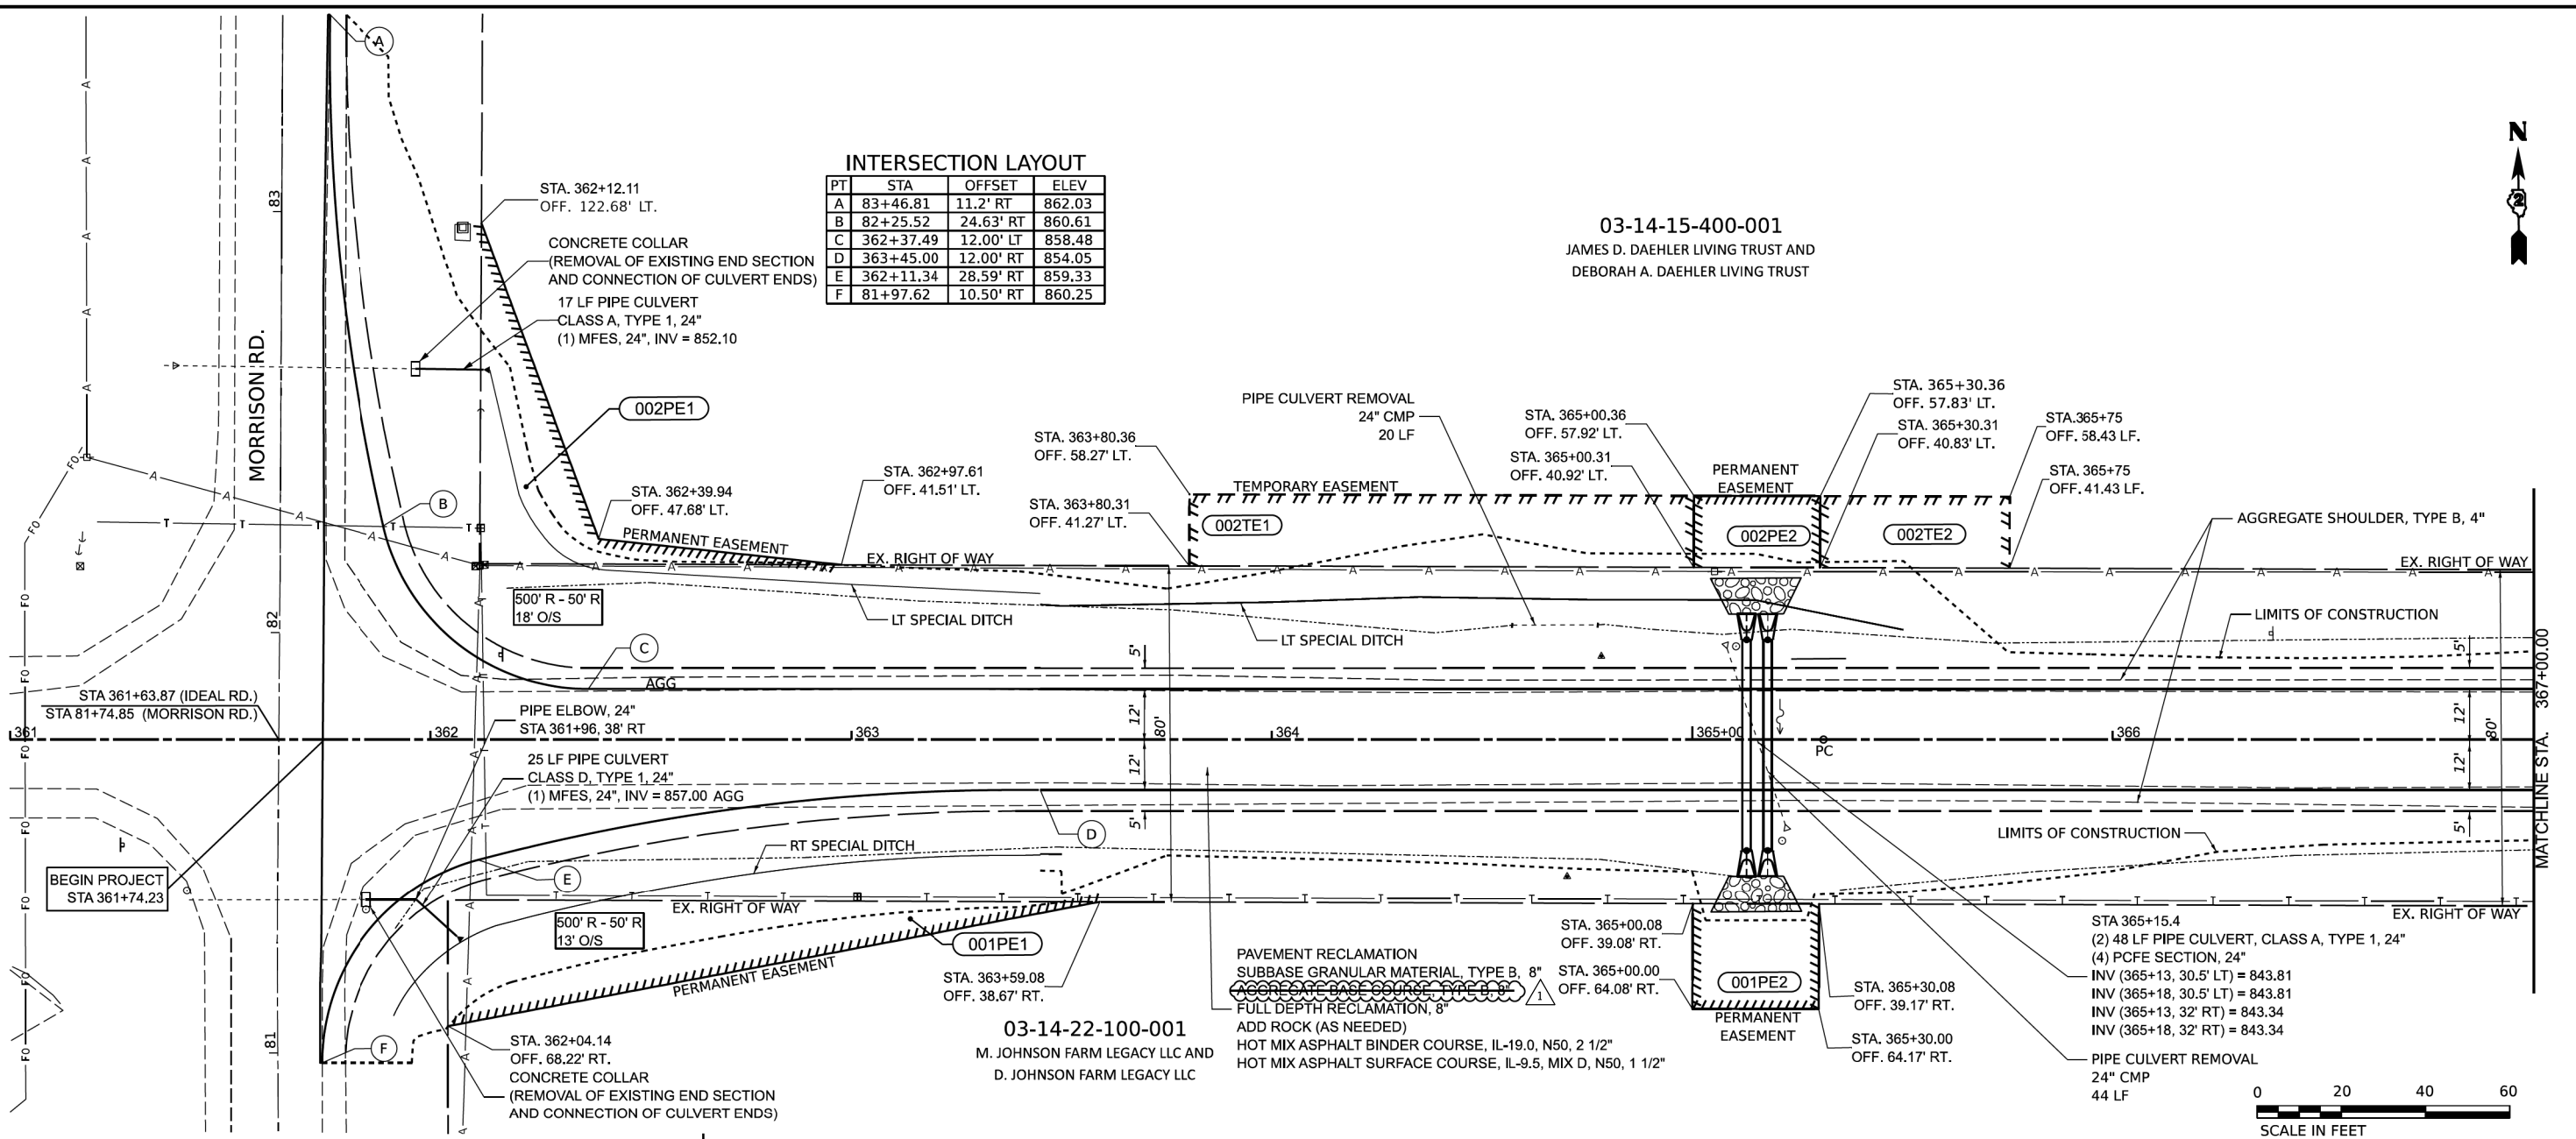 A
STA. 362+12.11
OFF. 122.68' LT.
CONCRETE COLLAR
(REMOVAL OF EXISTING END SECTION
AND CONNECTION OF CULVERT ENDS)
17 LF PIPE CULVERT
CLASS A, TYPE 1, 24"
(1) MFES, 24", INV = 852.10
INTERSECTION LAYOUT
PT STA OFFSET ELEV
A 83+46.81 11.2' RT 862.03
B 82+25.52 24.63' RT 860.61
C 362+37.49 12.00' LT 858.48
D 363+45.00 12.00' RT 854.05
E 362+11.34 28.59' RT 859.33
F 81+97.62 10.50' RT 860.25
03-14-15-400-001
JAMES D. DAEHLER LIVING TRUST AND
DEBORAH A. DAEHLER LIVING TRUST
N
2
83
MORRISON RD.
82
81
002PE1
B
STA. 362+39.94
OFF. 47.68' LT.
PERMANENT EASEMENT
STA. 362+97.61
OFF. 41.51' LT.
EX. RIGHT OF WAY
STA. 363+80.36
OFF. 58.27' LT.
STA. 363+80.31
OFF. 41.27' LT.
TEMPORARY EASEMENT
002TE1
PIPE CULVERT REMOVAL
24" CMP
20 LF
STA. 365+00.36
OFF. 57.92' LT.
STA. 365+00.31
OFF. 40.92' LT.
PERMANENT
EASEMENT
002PE2
STA. 365+30.36
OFF. 57.83' LT.
STA. 365+30.31
OFF. 40.83' LT.
002TE2
STA.365+75
OFF. 58.43 LF.
STA. 365+75
OFF. 41.43 LF.
AGGREGATE SHOULDER, TYPE B, 4"
EX. RIGHT OF WAY
LIMITS OF CONSTRUCTION
500' R - 50' R
18' O/S
LT SPECIAL DITCH
LT SPECIAL DITCH
C
AGG
STA 361+63.87 (IDEAL RD.)
STA 81+74.85 (MORRISON RD.)
PIPE ELBOW, 24"
STA 361+96, 38' RT
25 LF PIPE CULVERT
CLASS D, TYPE 1, 24"
(1) MFES, 24", INV = 857.00 AGG
361
362
363
364
365+00
PC
366
5'
12'
80'
12'
5'
5'
12'
80'
12'
5'
MATCHLINE STA. 367+00.00
BEGIN PROJECT
STA 361+74.23
D
RT SPECIAL DITCH
E
EX. RIGHT OF WAY
500' R - 50' R
13' O/S
001PE1
PERMANENT EASEMENT
STA. 363+59.08
OFF. 38.67' RT.
F
STA. 362+04.14
OFF. 68.22' RT.
CONCRETE COLLAR
(REMOVAL OF EXISTING END SECTION
AND CONNECTION OF CULVERT ENDS)
03-14-22-100-001
M. JOHNSON FARM LEGACY LLC AND
D. JOHNSON FARM LEGACY LLC
PAVEMENT RECLAMATION
SUBBASE GRANULAR MATERIAL, TYPE B, 8"
AGGREGATE BASE COURSE, TYPE B, 8"
1
FULL DEPTH RECLAMATION, 8"
ADD ROCK (AS NEEDED)
HOT MIX ASPHALT BINDER COURSE, IL-19.0, N50, 2 1/2"
HOT MIX ASPHALT SURFACE COURSE, IL-9.5, MIX D, N50, 1 1/2"
STA. 365+00.08
OFF. 39.08' RT.
STA. 365+00.00
OFF. 64.08' RT.
001PE2
PERMANENT
EASEMENT
STA. 365+30.08
OFF. 39.17' RT.
STA. 365+30.00
OFF. 64.17' RT.
LIMITS OF CONSTRUCTION
EX. RIGHT OF WAY
STA 365+15.4
(2) 48 LF PIPE CULVERT, CLASS A, TYPE 1, 24"
(4) PCFE SECTION, 24"
INV (365+13, 30.5' LT) = 843.81
INV (365+18, 30.5' LT) = 843.81
INV (365+13, 32' RT) = 843.34
INV (365+18, 32' RT) = 843.34
PIPE CULVERT REMOVAL
24" CMP
44 LF
0 20 40 60
SCALE IN FEET